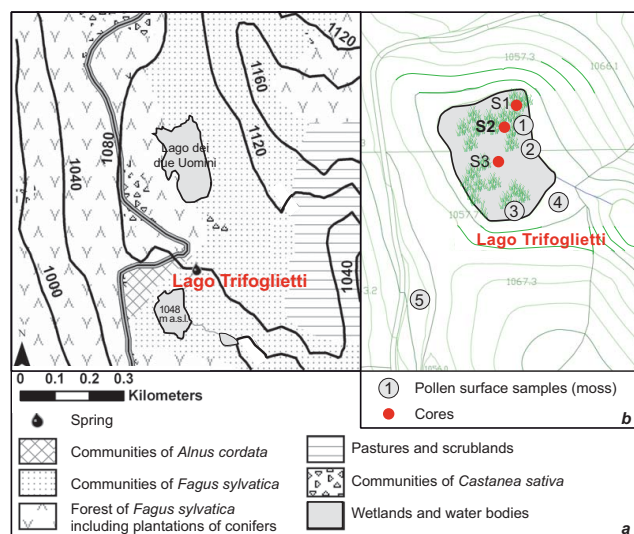 1120
1160
1080
1120
1040
1000
1040
Lago dei
due Uomini
Lago Trifoglietti
1048
m a.s.l.
N
0 0.1 0.2 0.3
Kilometers
1057.3
1066.1
S1
S2
1
2
S3
4
3
Lago Trifoglietti
1067.3
5
1 Pollen surface samples (moss)
Cores
b
Spring
Communities of Alnus cordata
Communities of Fagus sylvatica
Forest of Fagus sylvatica
including plantations of conifers
Pastures and scrublands
Communities of Castanea sativa
Wetlands and water bodies
a